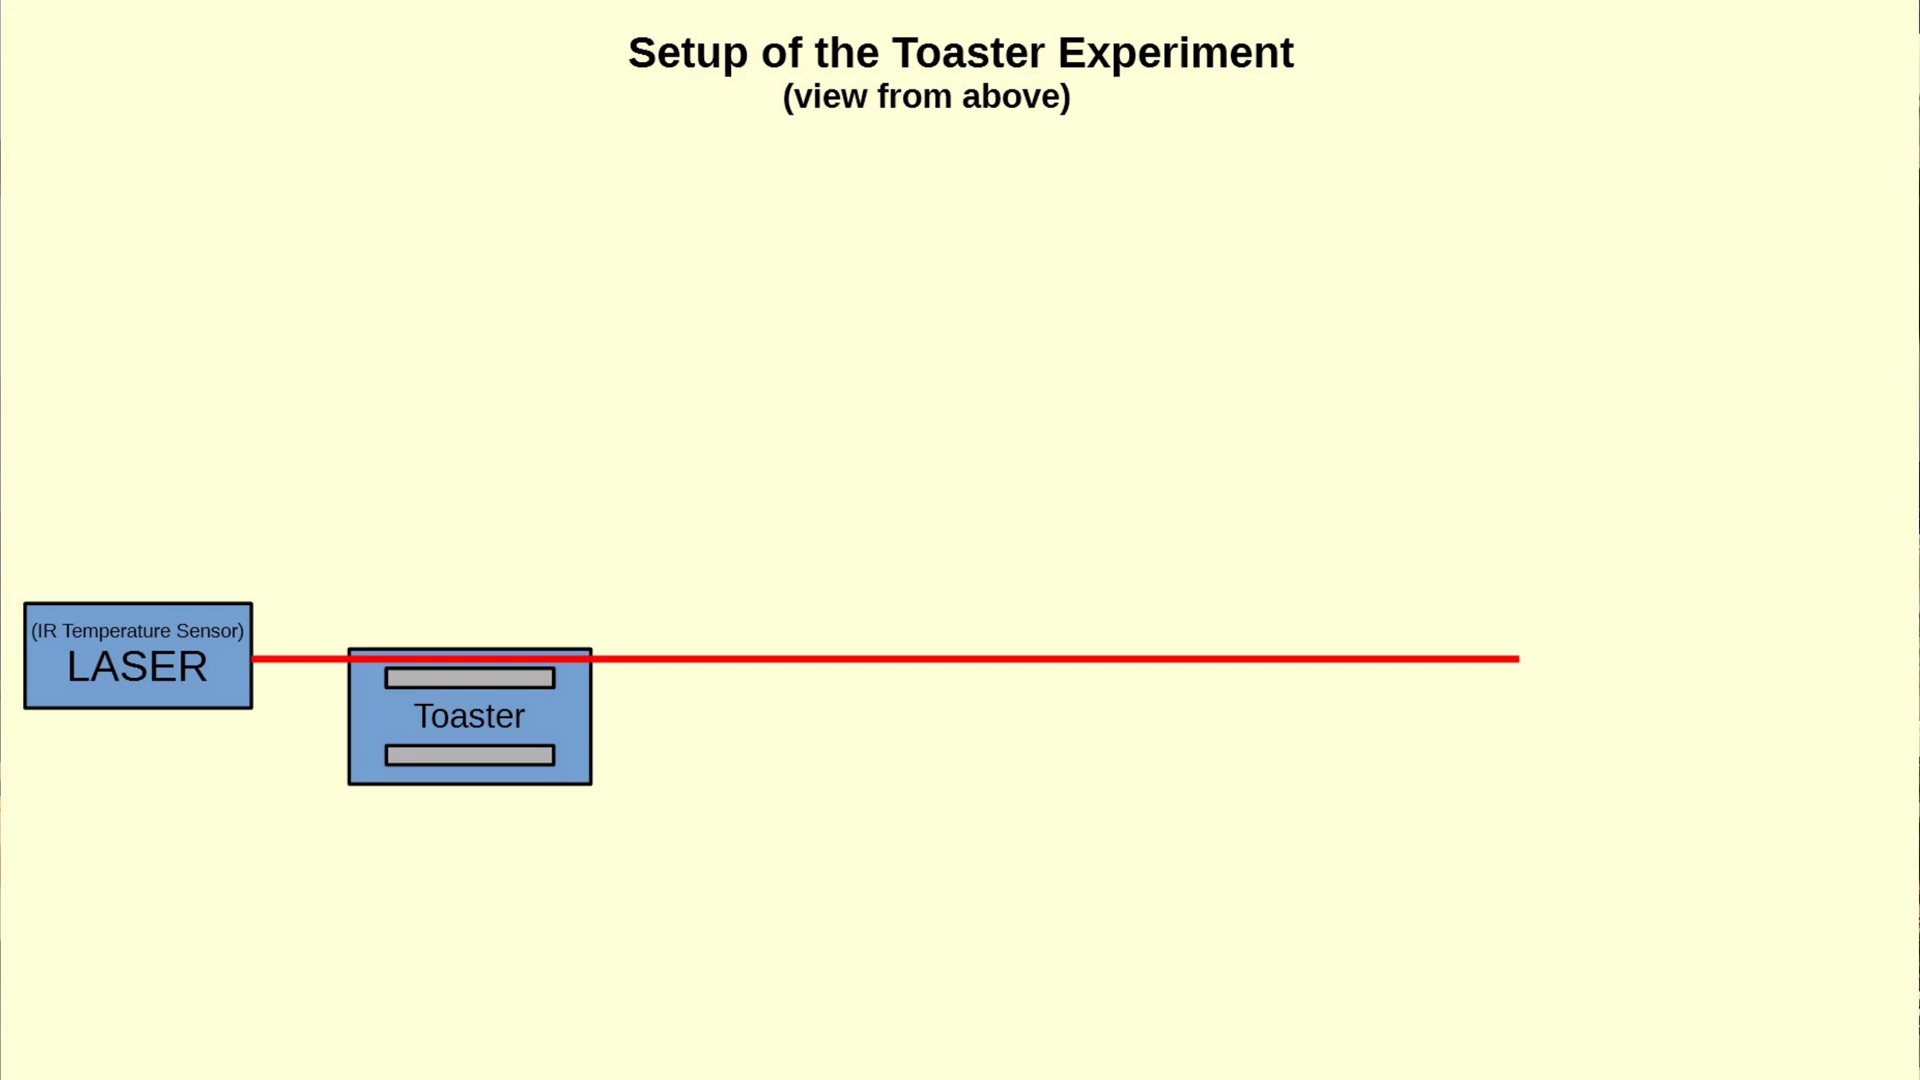 Setup of the Toaster Experiment
(view from above)
(IR Temperature Sensor)
LASER
Toaster